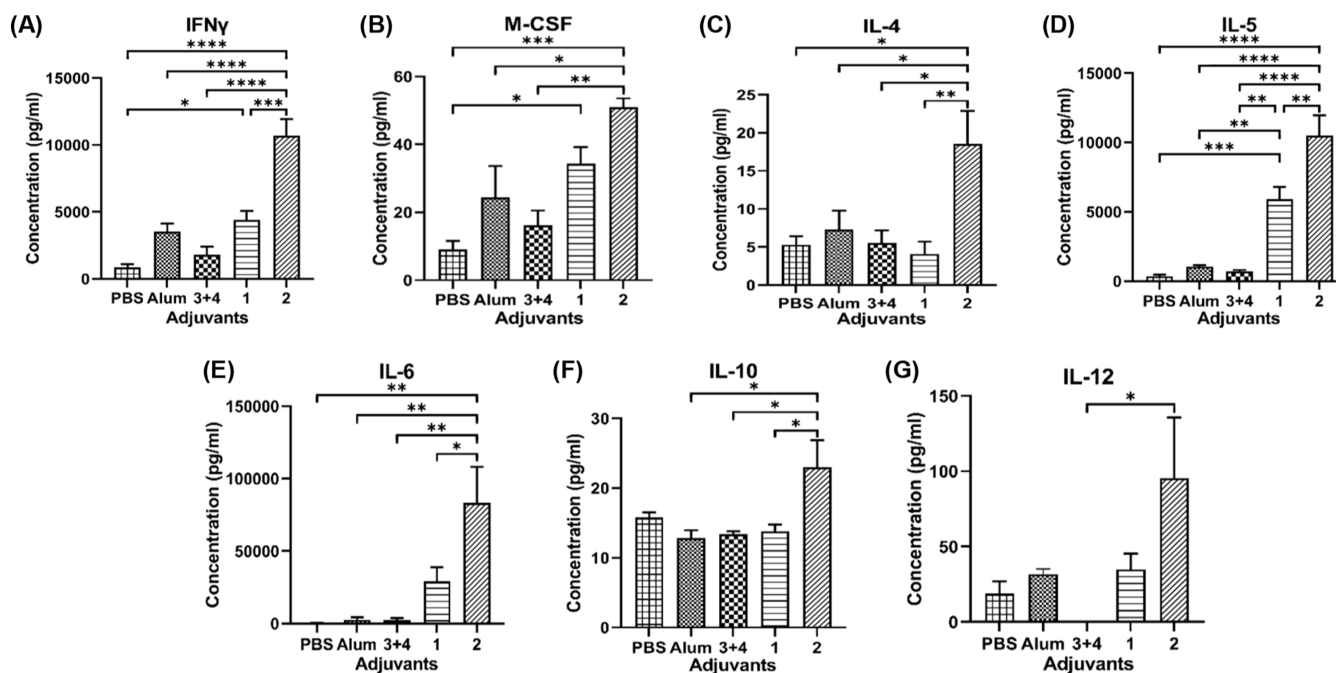 (A) IFNγ
****
****
****
* ***
Concentration (pg/ml)
15000
10000
5000
0
PBS Alum 3+4 1 2
Adjuvants
(B) M-CSF
***
*
**
*
Concentration (pg/ml)
60
40
20
0
PBS Alum 3+4 1 2
Adjuvants
(C) IL-4
*
*
*
**
Concentration (pg/ml)
25
20
15
10
5
0
PBS Alum 3+4 1 2
Adjuvants
(D) IL-5
****
****
****
** **
**
***
Concentration (pg/ml)
15000
10000
5000
0
PBS Alum 3+4 1 2
Adjuvants
(E) IL-6
**
**
**
*
Concentration (pg/ml)
150000
100000
50000
0
PBS Alum 3+4 1 2
Adjuvants
(F) IL-10
*
*
*
Concentration (pg/ml)
30
20
10
0
PBS Alum 3+4 1 2
Adjuvants
(G) IL-12
*
Concentration (pg/ml)
150
100
50
0
PBS Alum 3+4 1 2
Adjuvants